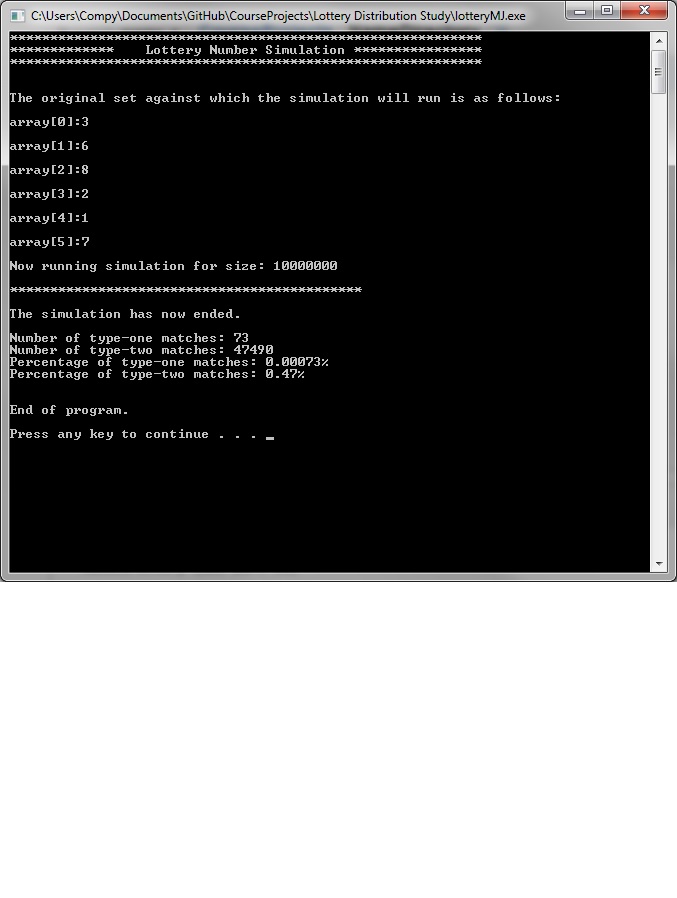 C:\Users\Compy\Documents\GitHub\CourseProjects\Lottery Distribution Study\lotteryMJ.exe
***********************************************************
************* Lottery Number Simulation ****************
***********************************************************
The original set against which the simulation will run is as follows:
array[0]:3
array[1]:6
array[2]:8
array[3]:2
array[4]:1
array[5]:7
Now running simulation for size: 10000000
********************************************
The simulation has now ended.
Number of type-one matches: 73
Number of type-two matches: 47490
Percentage of type-one matches: 0.00073%
Percentage of type-two matches: 0.47%
End of program.
Press any key to continue . . . _